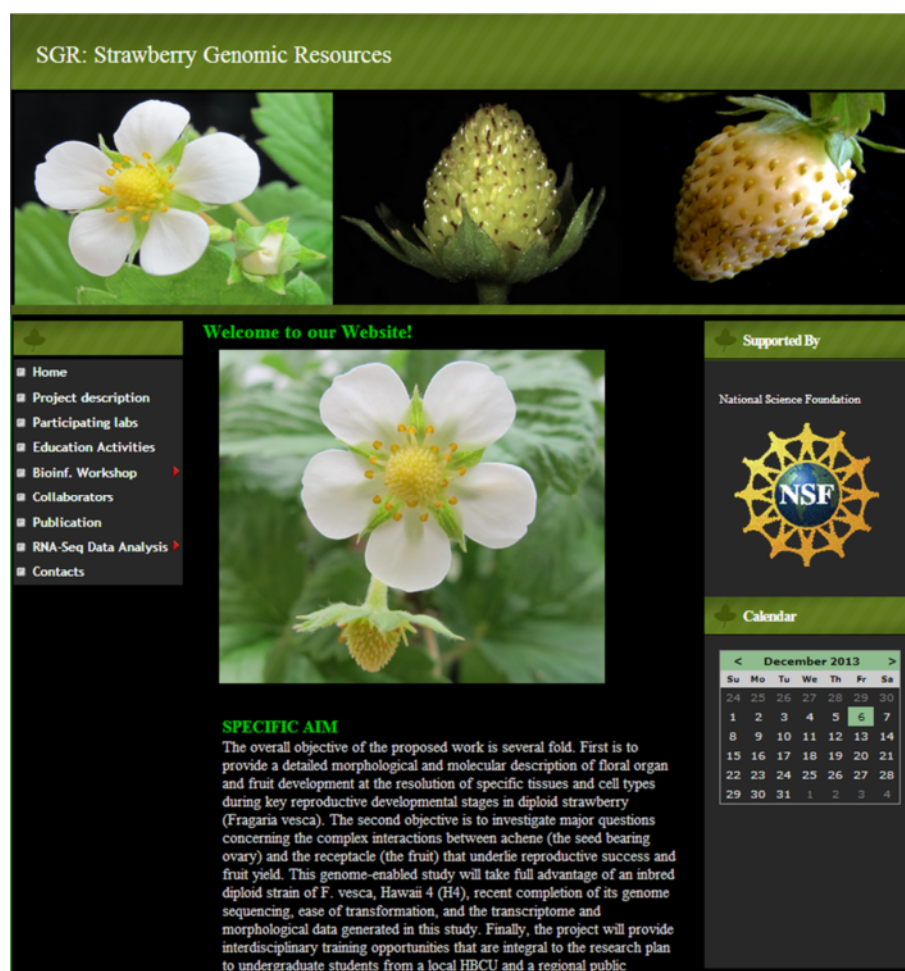 SGR: Strawberry Genomic Resources
Home
Project description
Participating labs
Education Activities
Bioinf. Workshop
Collaborators
Publication
RNA-Seq Data Analysis
Contacts
Welcome to our Website!
SPECIFIC AIM
The overall objective of the proposed work is several fold. First is to
provide a detailed morphological and molecular description of floral organ
and fruit development at the resolution of specific tissues and cell types
during key reproductive developmental stages in diploid strawberry
(Fragaria vesca). The second objective is to investigate major questions
concerning the complex interactions between achene (the seed bearing
ovary) and the receptacle (the fruit) that underlie reproductive success and
fruit yield. This genome-enabled study will take full advantage of an inbred
diploid strain of F. vesca, Hawaii 4 (H4), recent completion of its genome
sequencing, ease of transformation, and the transcriptome and
morphological data generated in this study. Finally, the project will provide
interdisciplinary training opportunities that are integral to the research plan
to undergraduate students from a local HBCU and a regional public
Supported By
National Science Foundation
NSF
Calendar
< December 2013 >
Su Mo Tu We Th Fr Sa
24 25 26 27 28 29 30
1 2 3 4 5 6 7
8 9 10 11 12 13 14
15 16 17 18 19 20 21
22 23 24 25 26 27 28
29 30 31 1 2 3 4